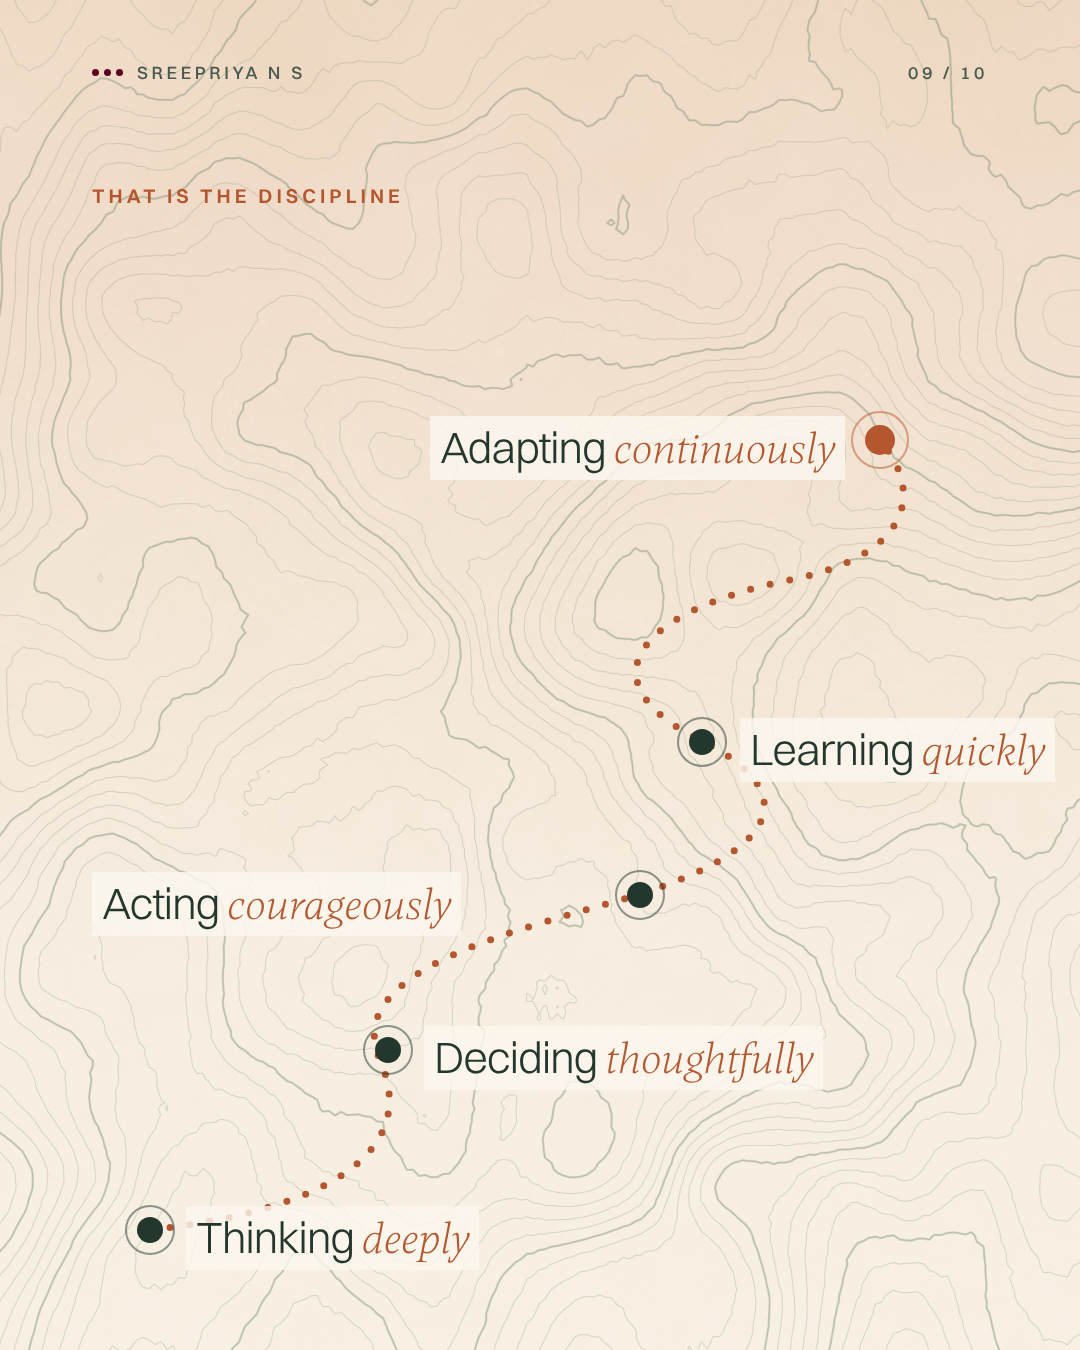 SREEPRIYA N S
09 / 10
THAT IS THE DISCIPLINE
Adapting continuously
Learning quickly
Acting courageously
Deciding thoughtfully
Thinking deeply